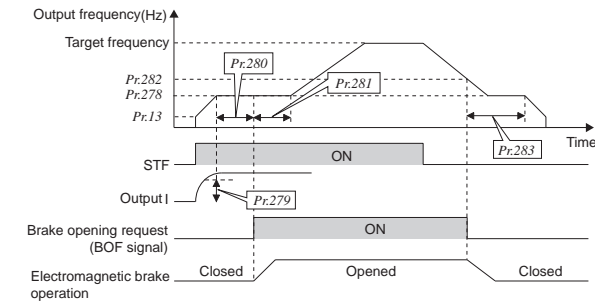 Output frequency(Hz)
Target frequency
Pr.280
Pr.282
Pr.281
Pr.278
Pr.13
Time
Pr.283
STF
ON
Output I
Pr.279
Brake opening request
(BOF signal)
ON
Electromagnetic brake
operation
Closed
Opened
Closed